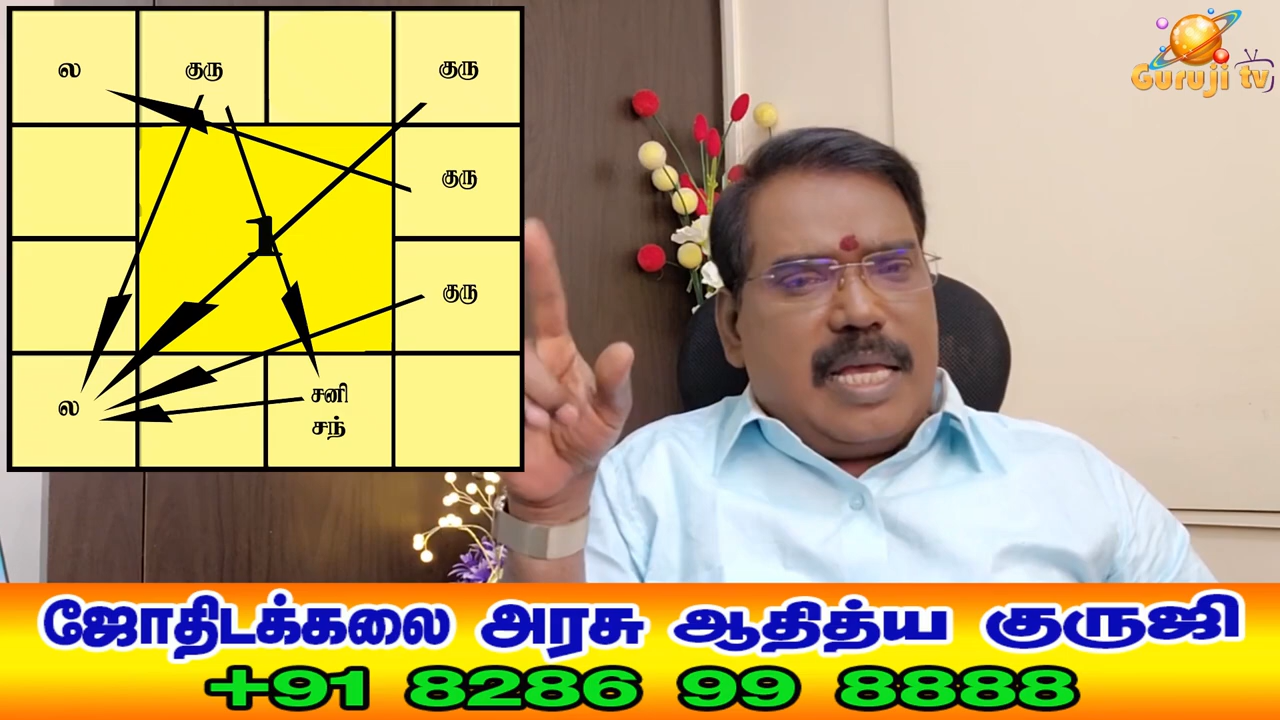 ல குரு குரு
குரு
1
குரு
ல சனி
சந்
Guruji tv
ஜோதிடக்கலை அரசு ஆதித்ய குருஜி
+91 8286 99 8888